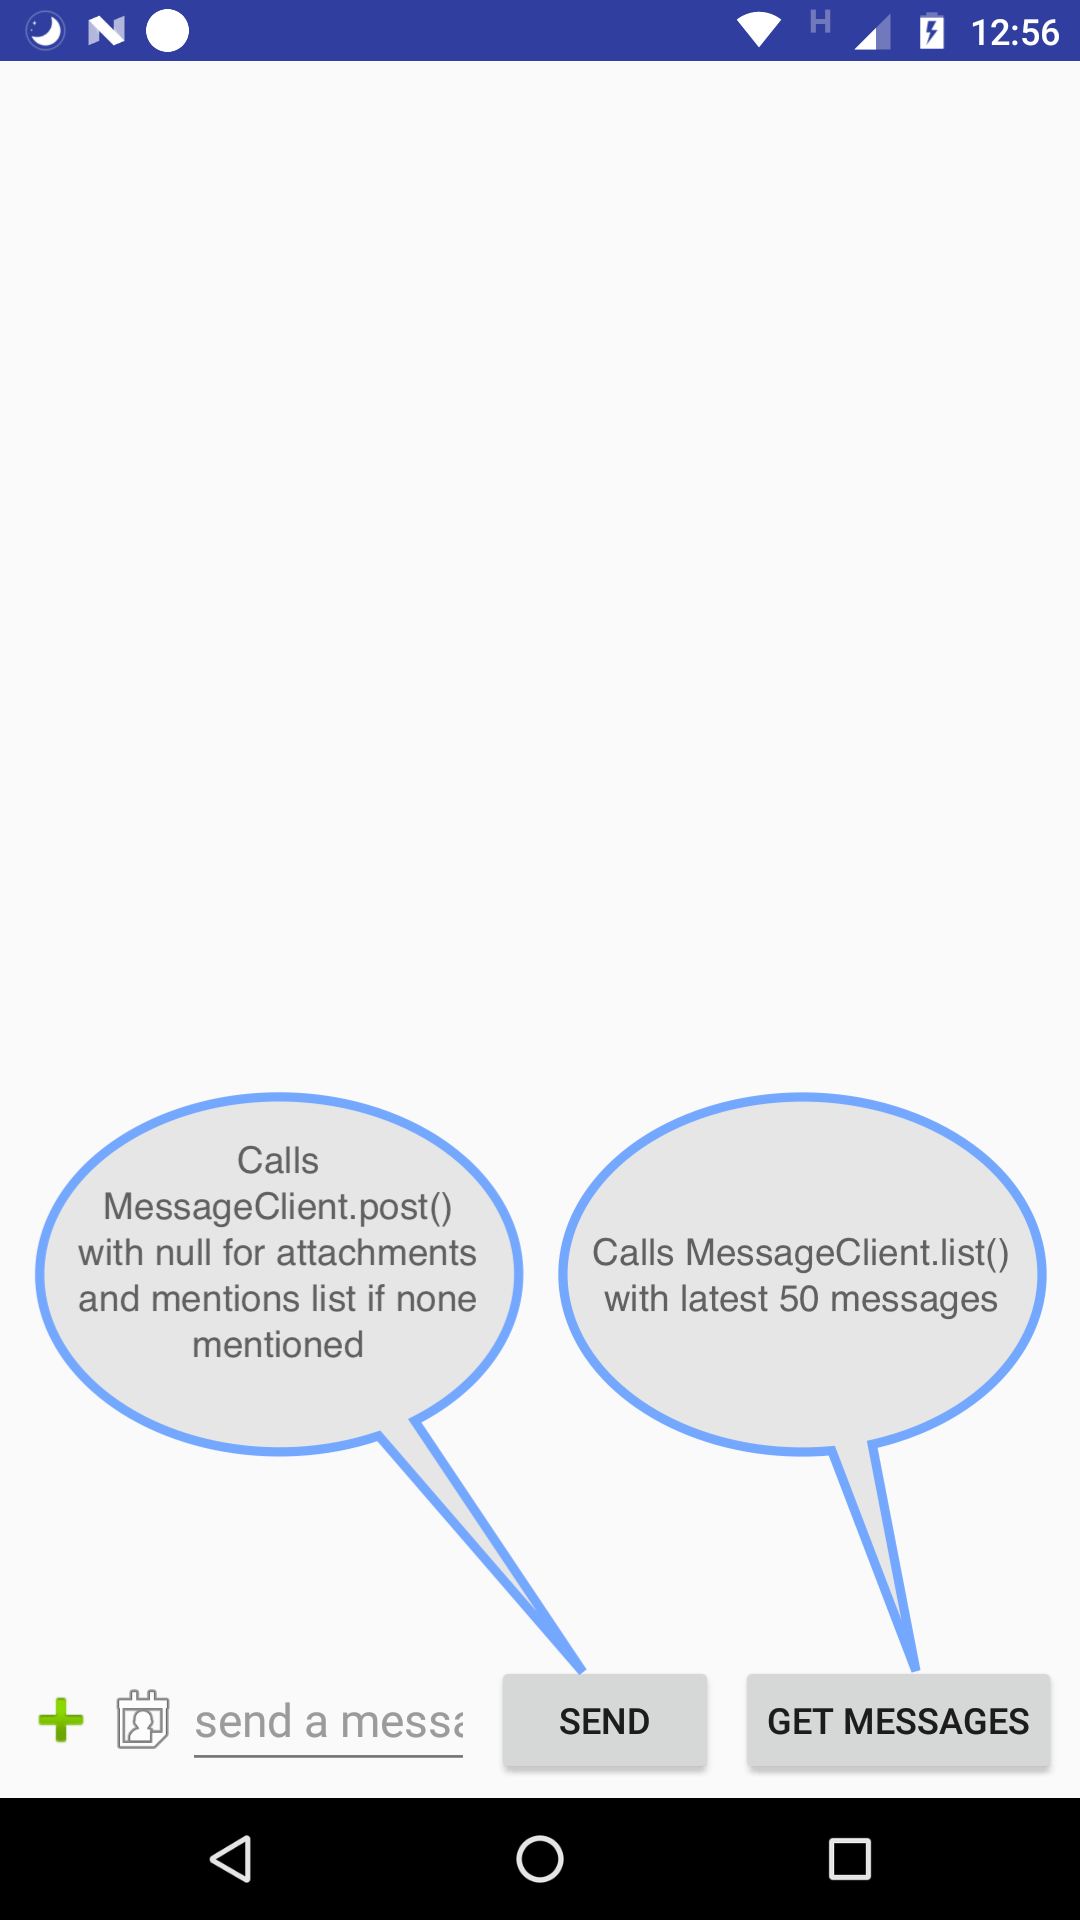 H 12:56
Calls
MessageClient.post()
with null for attachments
and mentions list if none
mentioned
Calls MessageClient.list()
with latest 50 messages
send a messa
SEND
GET MESSAGES